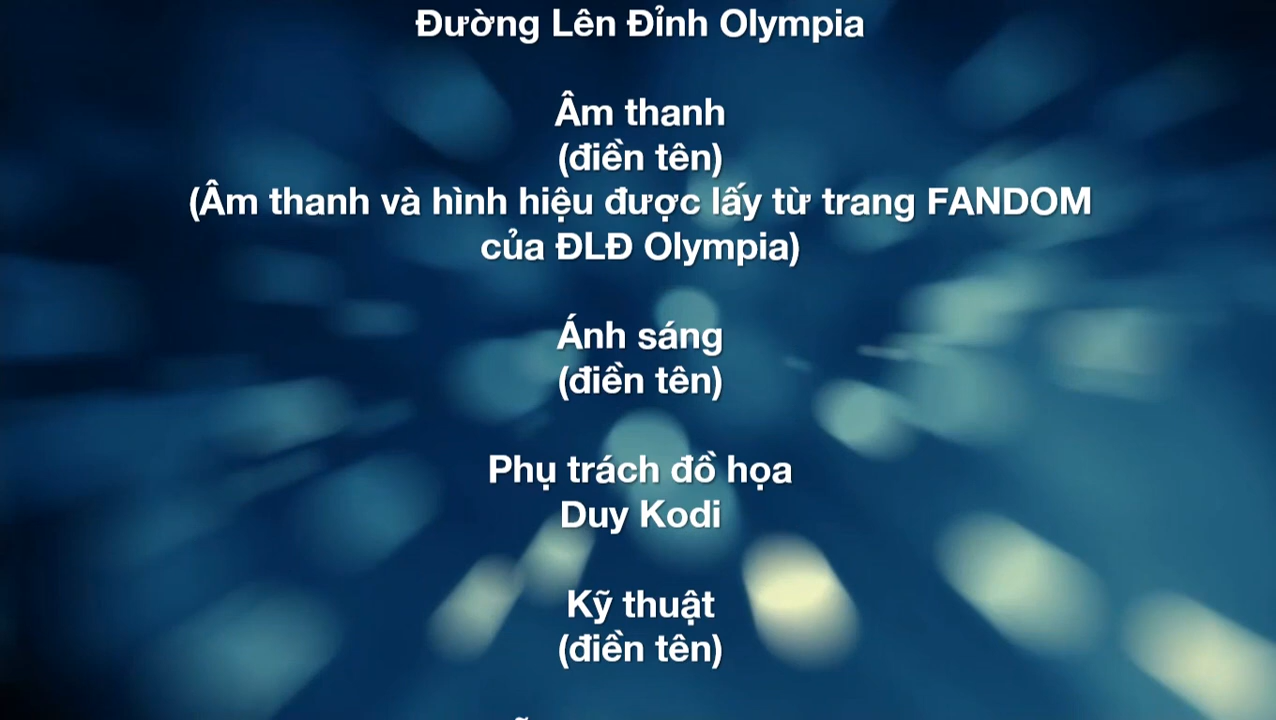 Đường Lên Đỉnh Olympia
Âm thanh
(điền tên)
(Âm thanh và hình hiệu được lấy từ trang FANDOM
của ĐLĐ Olympia)
Ánh sáng
(điền tên)
Phụ trách đồ họa
Duy Kodi
Kỹ thuật
(điền tên)